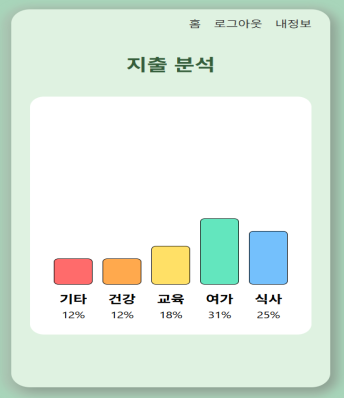 홈 로그아웃 내정보
지출 분석
기타 건강 교육 여가 식사
12% 12% 18% 31% 25%